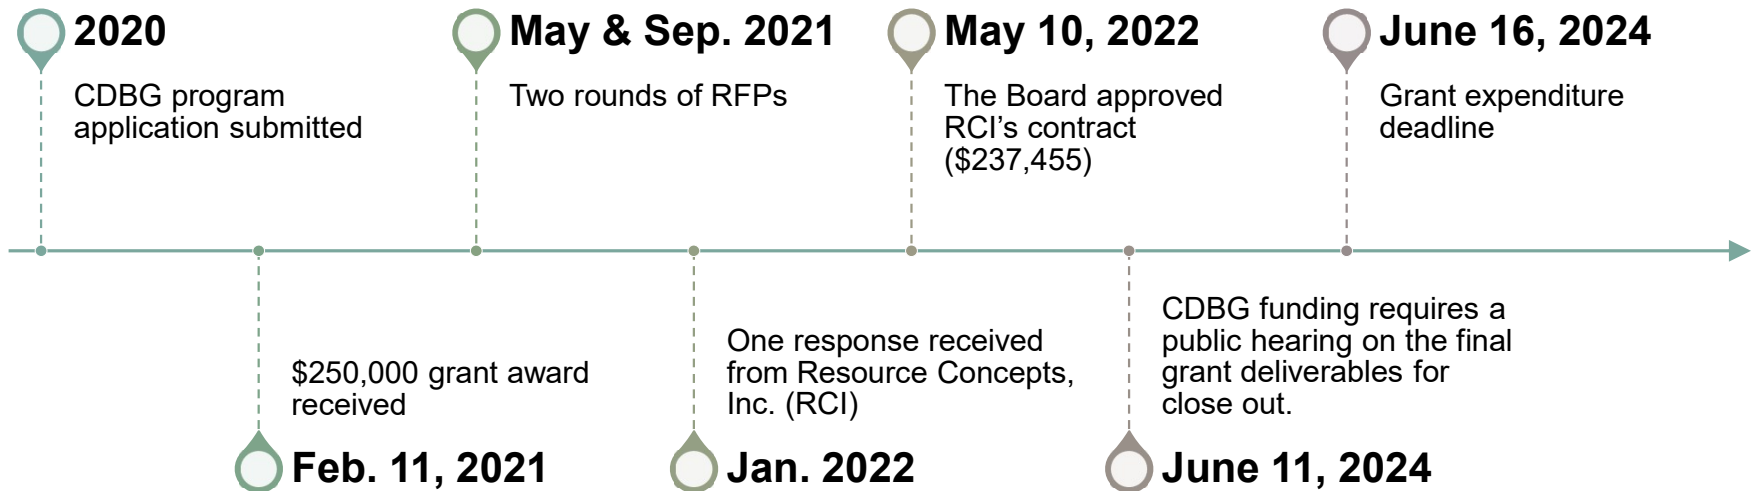 2020
CDBG program
application submitted
$250,000 grant award
received
Feb. 11, 2021
May & Sep. 2021
Two rounds of RFPs
One response received
from Resource Concepts,
Inc. (RCI)
Jan. 2022
May 10, 2022
The Board approved
RCI’s contract
($237,455)
CDBG funding requires a
public hearing on the final
grant deliverables for
close out.
June 11, 2024
June 16, 2024
Grant expenditure
deadline